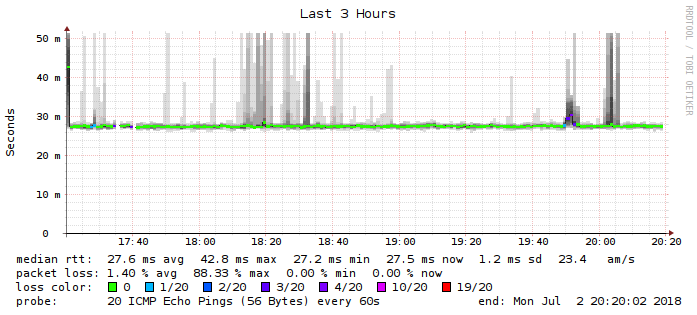 Last 3 Hours
RRDTOOL / TOBI OETIKER
Seconds
50 m
40 m
30 m
20 m
10 m
0
17:40 18:00 18:20 18:40 19:00 19:20 19:40 20:00 20:20
median rtt: 27.6 ms avg 42.8 ms max 27.2 ms min 27.5 ms now 1.2 ms sd 23.4 am/s
packet loss: 1.40 % avg 88.33 % max 0.00 % min 0.00 % now
loss color: 0 1/20 2/20 3/20 4/20 10/20 19/20
probe: 20 ICMP Echo Pings (56 Bytes) every 60s end: Mon Jul 2 20:20:02 2018